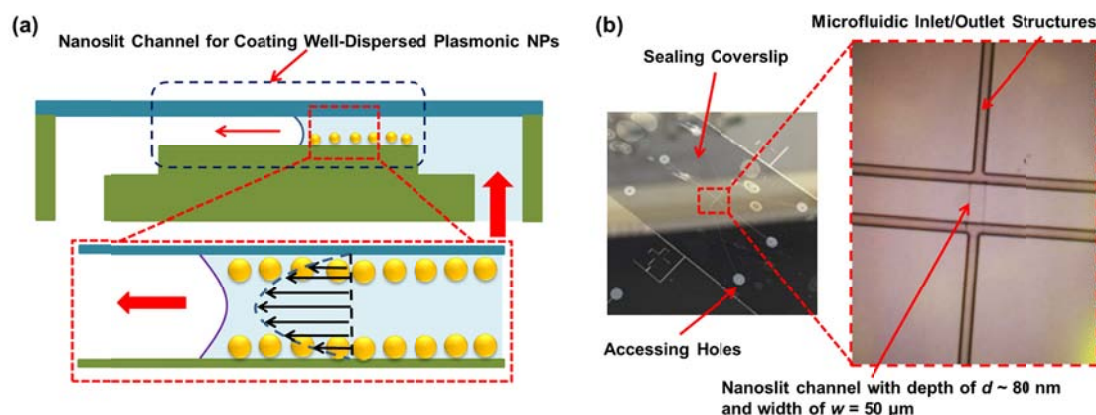 (a)
Nanoslit Channel for Coating Well-Dispersed Plasmonic NPs
(b)
Microfluidic Inlet/Outlet Structures
Sealing Coverslip
Accessing Holes
Nanoslit channel with depth of d ~ 80 nm
and width of w = 50 μm